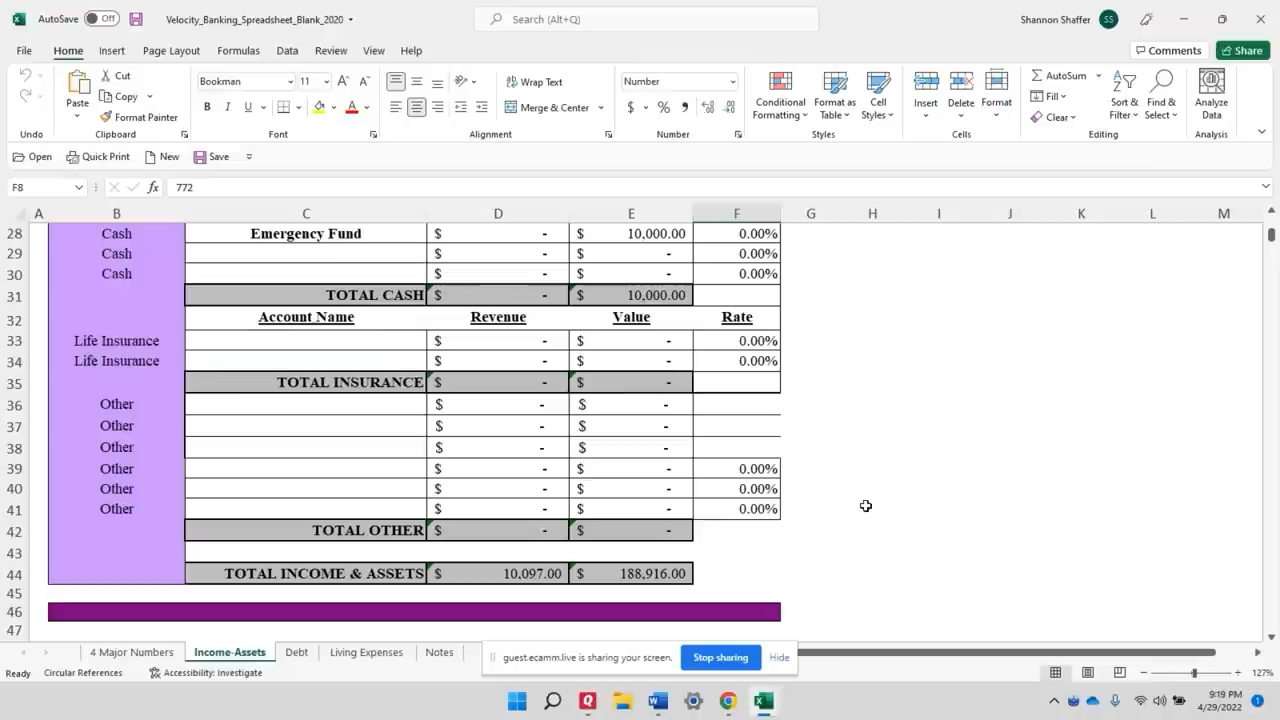 AutoSave Off Velocity_Banking_Spreadsheet_Blank_2020 Search (Alt+Q) Shannon Shaffer SS
File Home Insert Page Layout Formulas Data Review View Help Comments Share
Cut
Copy
Format Painter
Paste
Bookman 11 A A
B I U A
Wrap Text
Merge & Center
Number
$ % 9
Conditional Formatting
Format as Table
Cell Styles
Insert Delete Format
AutoSum
Fill
Clear
Sort & Filter
Find & Select
Analyze Data
Undo Clipboard Font Alignment Number Styles Cells Editing Analysis
Open Quick Print New Save
F8 fx 772
A B C D E F G H I J K L M
28 Cash Emergency Fund $ - $ 10,000.00 0.00%
29 Cash $ - $ - 0.00%
30 Cash $ - $ - 0.00%
31 TOTAL CASH $ - $ 10,000.00
32 Account Name Revenue Value Rate
33 Life Insurance $ - $ - 0.00%
34 Life Insurance $ - $ - 0.00%
35 TOTAL INSURANCE $ - $ -
36 Other $ - $ -
37 Other $ - $ -
38 Other $ - $ -
39 Other $ - $ - 0.00%
40 Other $ - $ - 0.00%
41 Other $ - $ - 0.00%
42 TOTAL OTHER $ - $ -
43
44 TOTAL INCOME & ASSETS $ 10,097.00 $ 188,916.00
45
46
47
4 Major Numbers Income-Assets Debt Living Expenses Notes
guest.ecamm.live is sharing your screen. Stop sharing Hide
Ready Circular References Accessibility: Investigate 127%
9:19 PM
4/29/2022 1